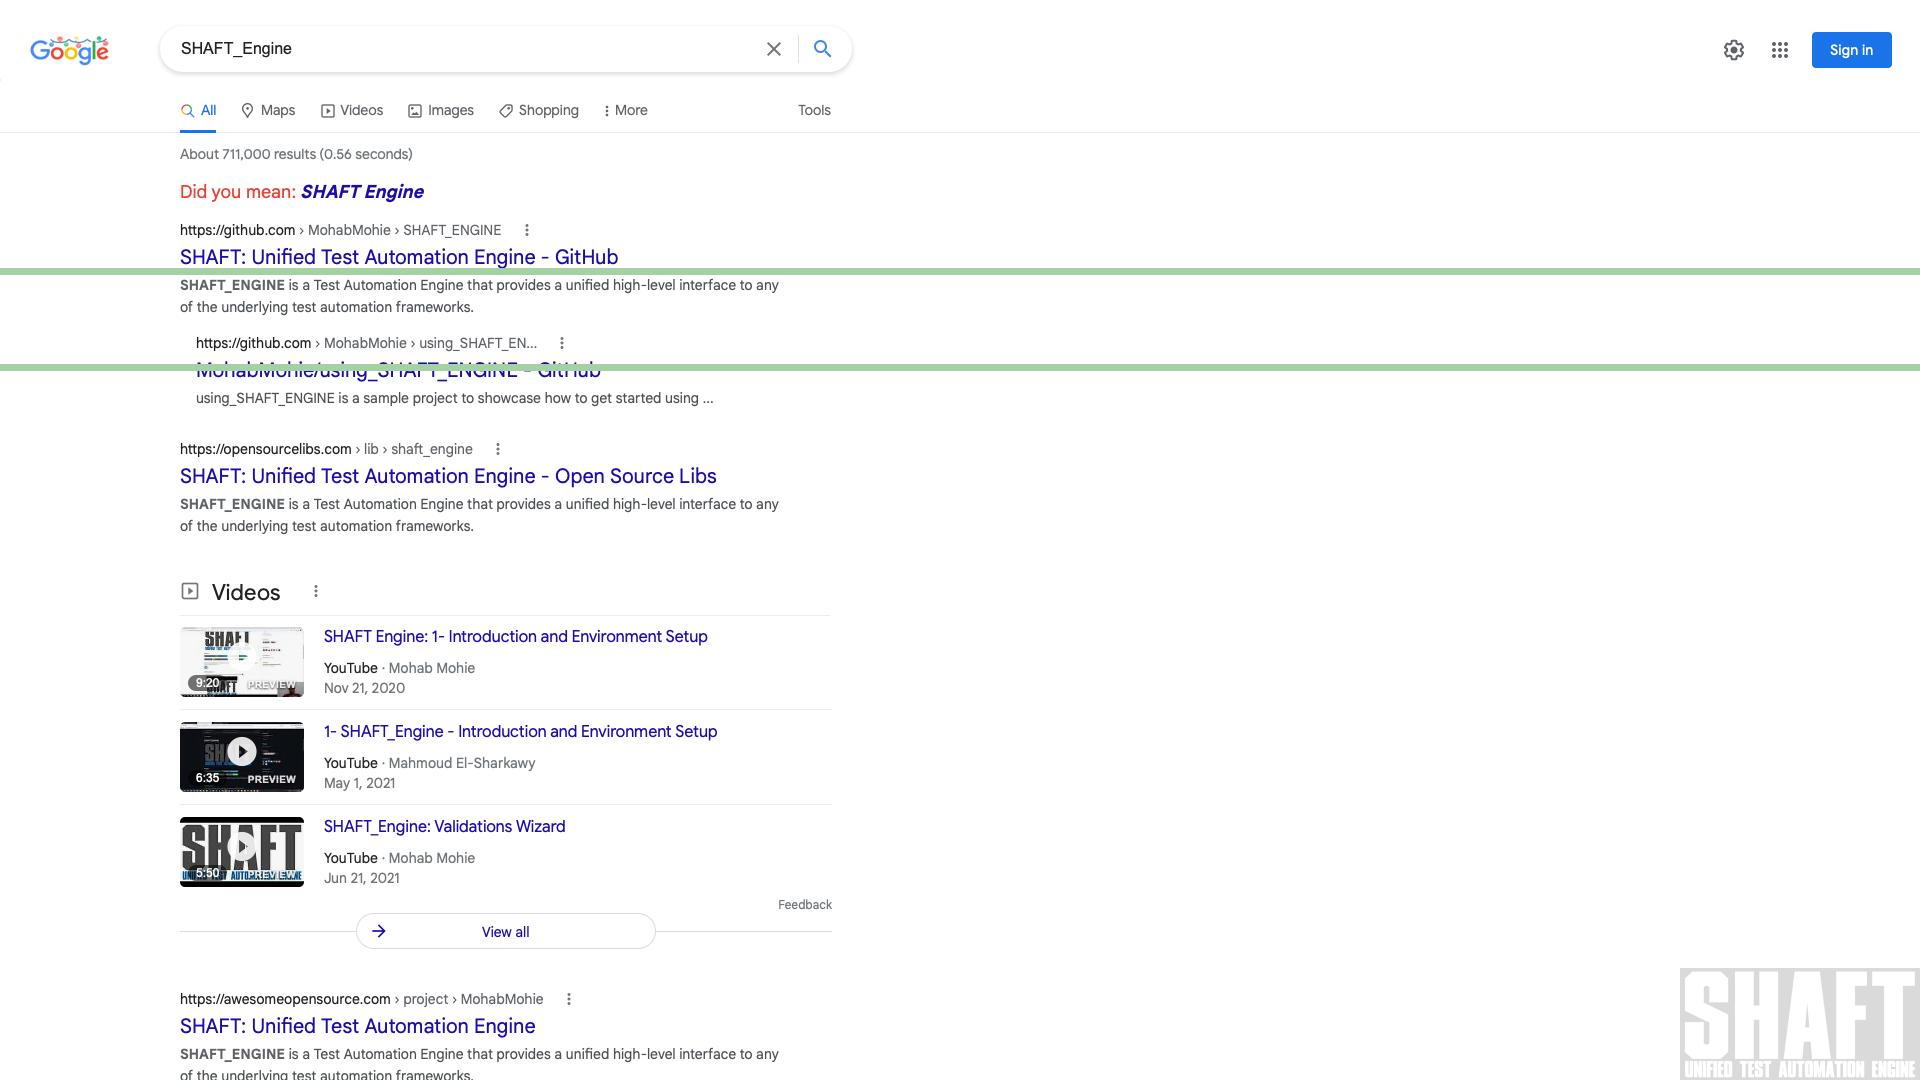 Google
SHAFT_Engine
Sign in
All
Maps
Videos
Images
Shopping
More
Tools
About 711,000 results (0.56 seconds)
Did you mean: SHAFT Engine
https://github.com › MohabMohie › SHAFT_ENGINE
SHAFT: Unified Test Automation Engine - GitHub
SHAFT_ENGINE is a Test Automation Engine that provides a unified high-level interface to any
of the underlying test automation frameworks.
https://github.com › MohabMohie › using_SHAFT_EN...
MohabMohie/using_SHAFT_ENGINE - GitHub
using_SHAFT_ENGINE is a sample project to showcase how to get started using ...
https://opensourcelibs.com › lib › shaft_engine
SHAFT: Unified Test Automation Engine - Open Source Libs
SHAFT_ENGINE is a Test Automation Engine that provides a unified high-level interface to any
of the underlying test automation frameworks.
Videos
SHAFT
9:20
PREVIEW
SHAFT Engine: 1- Introduction and Environment Setup
YouTube · Mohab Mohie
Nov 21, 2020
6:35
PREVIEW
1- SHAFT_Engine - Introduction and Environment Setup
YouTube · Mahmoud El-Sharkawy
May 1, 2021
SHAFT
5:50
PREVIEW
SHAFT_Engine: Validations Wizard
YouTube · Mohab Mohie
Jun 21, 2021
Feedback
View all
https://awesomeopensource.com › project › MohabMohie
SHAFT: Unified Test Automation Engine
SHAFT_ENGINE is a Test Automation Engine that provides a unified high-level interface to any
of the underlying test automation frameworks.
SHAFT
UNIFIED TEST AUTOMATION ENGINE